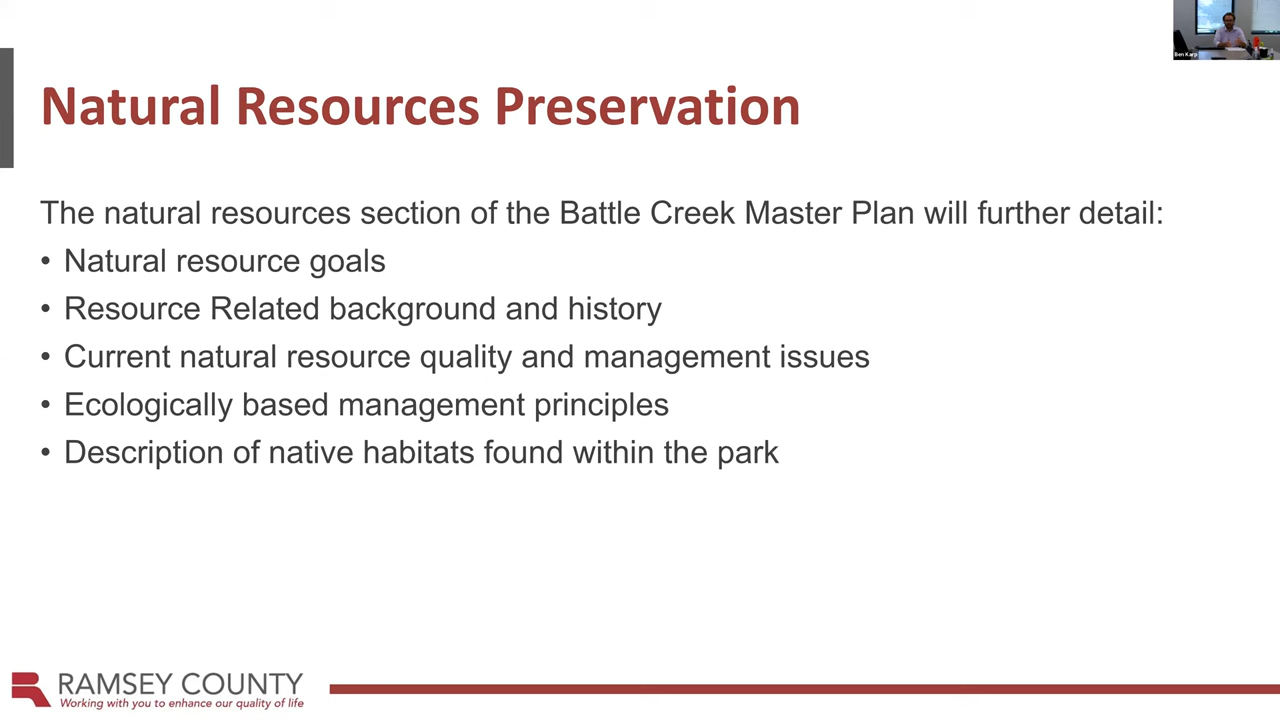 Ben Karp
Natural Resources Preservation
The natural resources section of the Battle Creek Master Plan will further detail:
• Natural resource goals
• Resource Related background and history
• Current natural resource quality and management issues
• Ecologically based management principles
• Description of native habitats found within the park
RAMSEY COUNTY
Working with you to enhance our quality of life